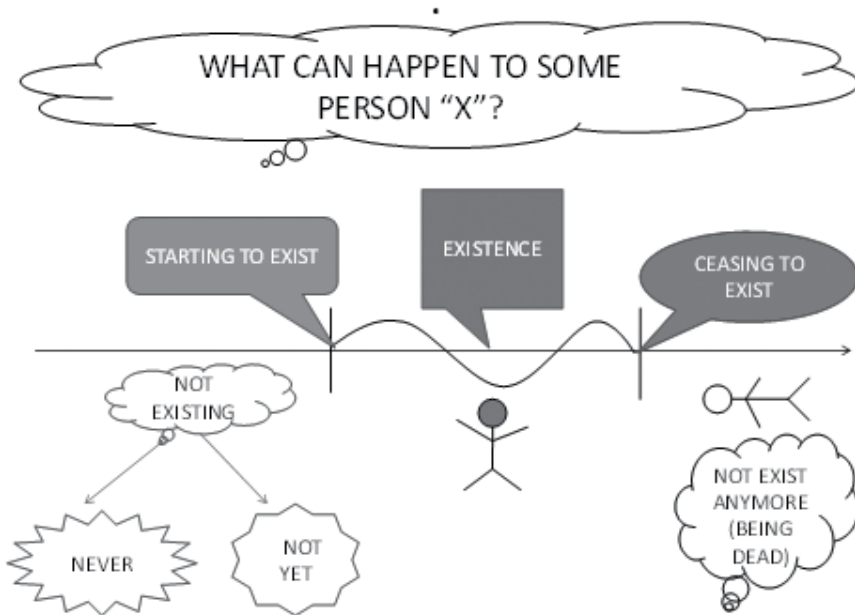 WHAT CAN HAPPEN TO SOME
PERSON “X”?
STARTING TO EXIST
EXISTENCE
CEASING TO
EXIST
NOT
EXISTING
NEVER
NOT
YET
NOT EXIST
ANYMORE
(BEING
DEAD)